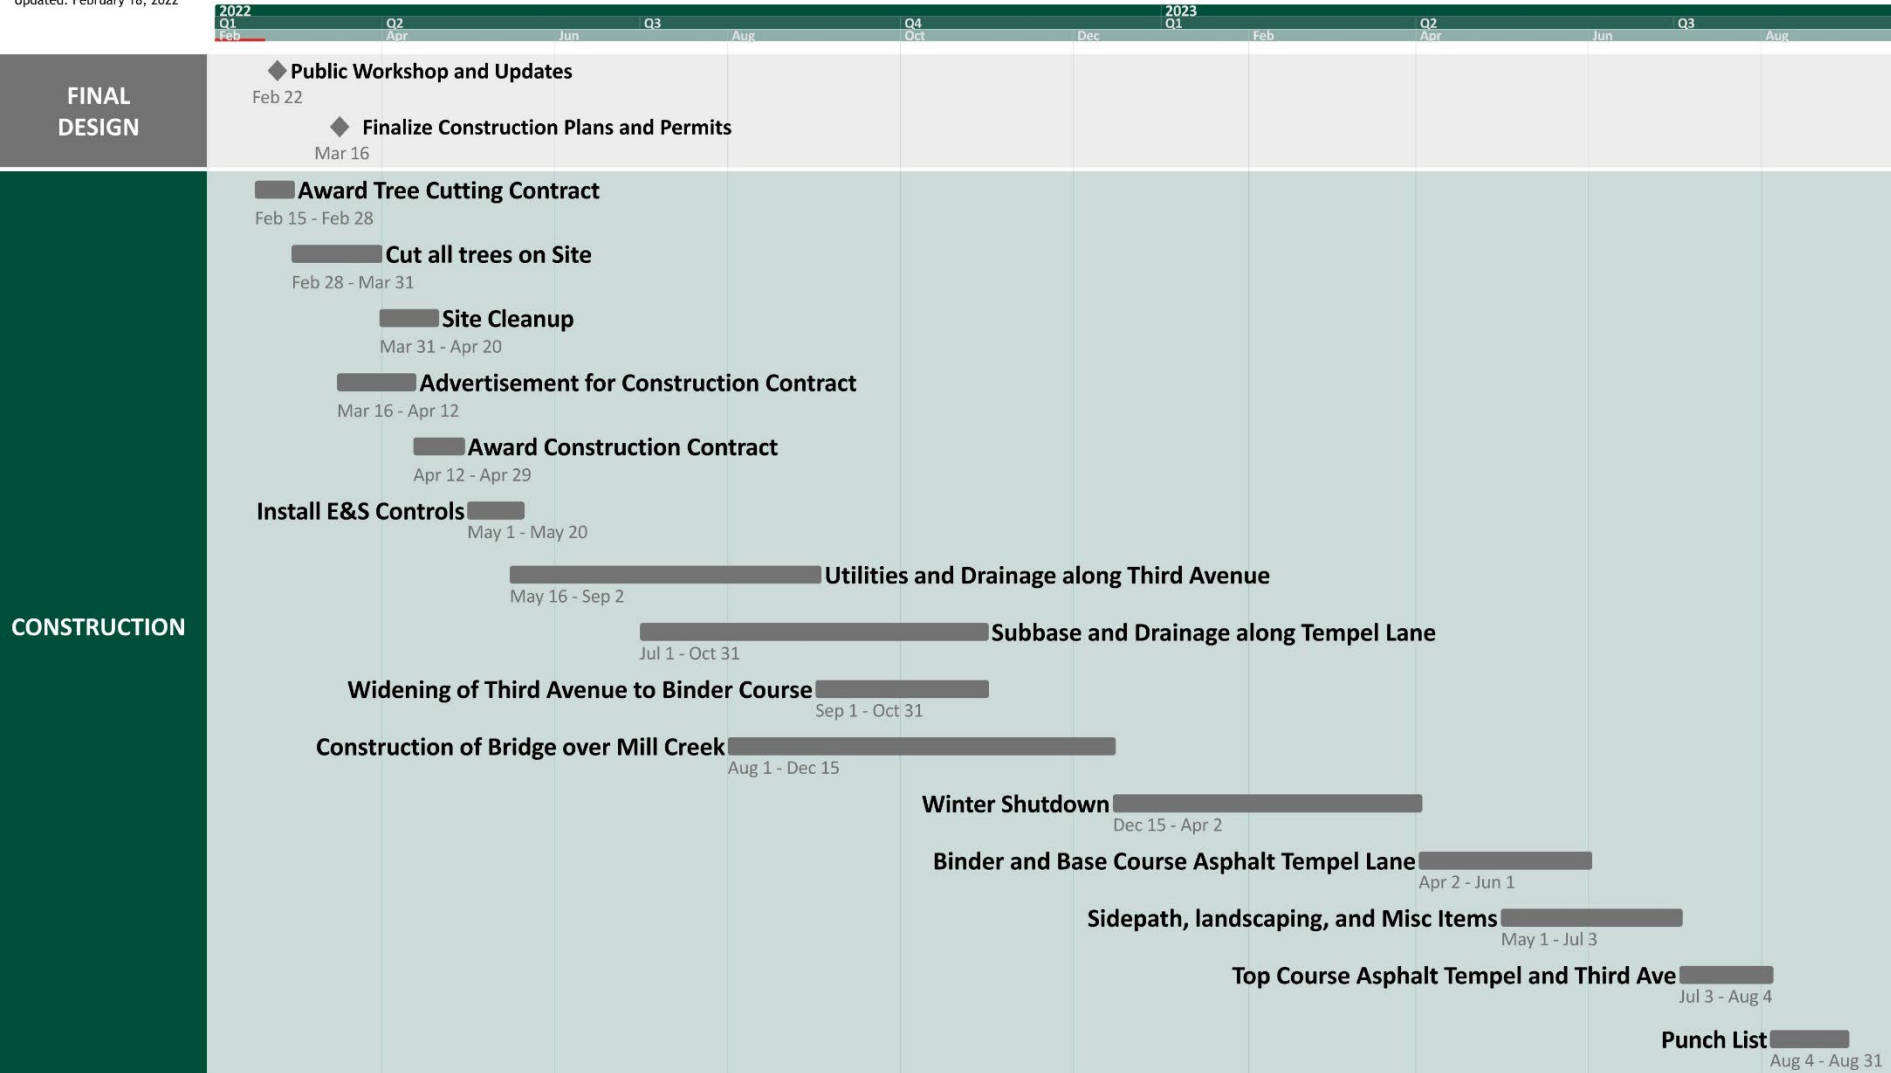 Updated: February 18, 2022
2022 2023
Q1 Q2 Q3 Q4 Q1 Q2 Q3
Feb Apr Jun Aug Oct Dec Feb Apr Jun Aug
FINAL
DESIGN
Public Workshop and Updates
Feb 22
Finalize Construction Plans and Permits
Mar 16
CONSTRUCTION
Award Tree Cutting Contract
Feb 15 - Feb 28
Cut all trees on Site
Feb 28 - Mar 31
Site Cleanup
Mar 31 - Apr 20
Advertisement for Construction Contract
Mar 16 - Apr 12
Award Construction Contract
Apr 12 - Apr 29
Install E&S Controls
May 1 - May 20
Utilities and Drainage along Third Avenue
May 16 - Sep 2
Subbase and Drainage along Tempel Lane
Jul 1 - Oct 31
Widening of Third Avenue to Binder Course
Sep 1 - Oct 31
Construction of Bridge over Mill Creek
Aug 1 - Dec 15
Winter Shutdown
Dec 15 - Apr 2
Binder and Base Course Asphalt Tempel Lane
Apr 2 - Jun 1
Sidepath, landscaping, and Misc Items
May 1 - Jul 3
Top Course Asphalt Tempel and Third Ave
Jul 3 - Aug 4
Punch List
Aug 4 - Aug 31